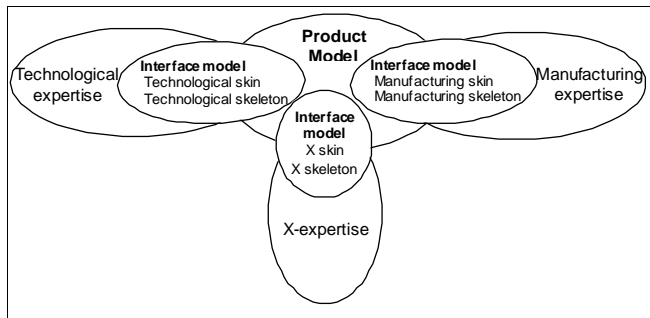 Product
Model
Technological
expertise
Interface model
Technological skin
Technological skeleton
Interface model
Manufacturing skin
Manufacturing skeleton
Manufacturing
expertise
Interface
model
X skin
X skeleton
X-expertise